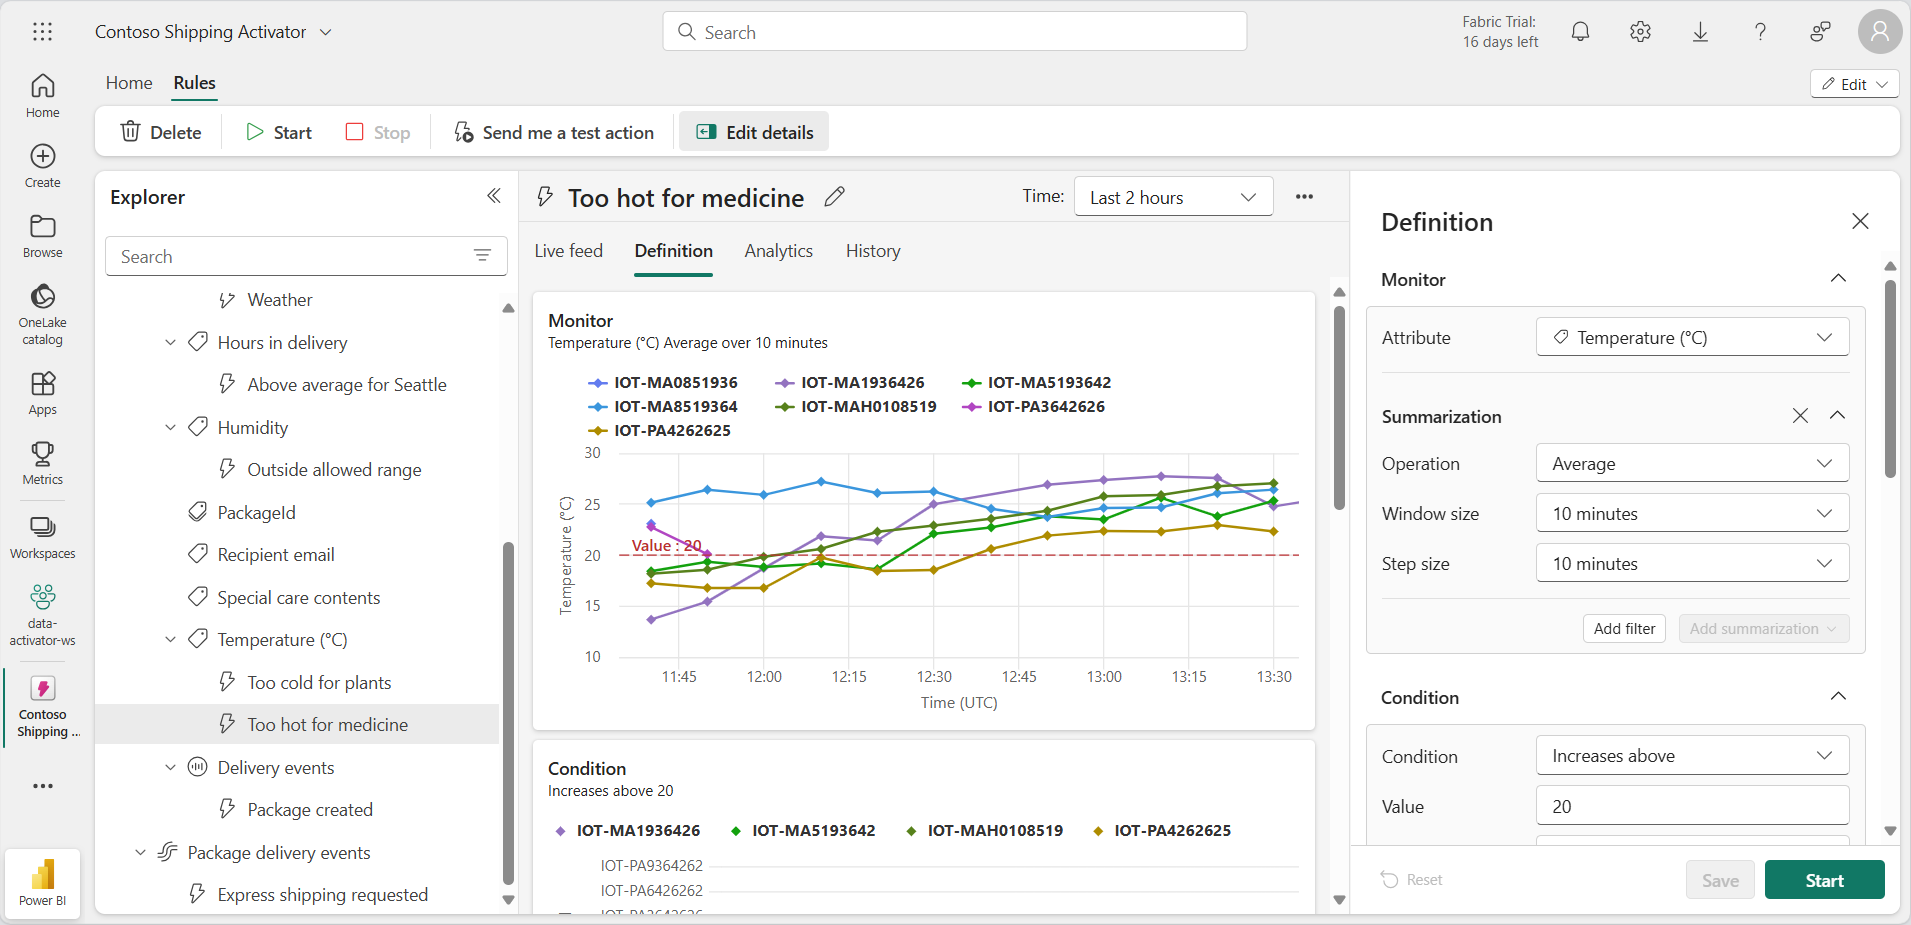 Contoso Shipping Activator
Search
Fabric Trial:
16 days left
Home
Rules
Edit
Delete
Start
Stop
Send me a test action
Edit details
Home
Create
Browse
OneLake
catalog
Apps
Metrics
Workspaces
data-
activator-ws
Contoso
Shipping ...
Power BI
Explorer
Search
Weather
Hours in delivery
Above average for Seattle
Humidity
Outside allowed range
PackageId
Recipient email
Special care contents
Temperature (°C)
Too cold for plants
Too hot for medicine
Delivery events
Package created
Package delivery events
Express shipping requested
Too hot for medicine
Time:
Last 2 hours
Live feed
Definition
Analytics
History
Monitor
Temperature (°C) Average over 10 minutes
IOT-MA0851936
IOT-MA1936426
IOT-MA5193642
IOT-MA8519364
IOT-MAH0108519
IOT-PA3642626
IOT-PA4262625
30
25
20
15
10
Temperature (°C)
Value : 20
11:45
12:00
12:15
12:30
12:45
13:00
13:15
13:30
Time (UTC)
Condition
Increases above 20
IOT-MA1936426
IOT-MA5193642
IOT-MAH0108519
IOT-PA4262625
IOT-PA9364262
IOT-PA6426262
Definition
Monitor
Attribute
Temperature (°C)
Summarization
Operation
Average
Window size
10 minutes
Step size
10 minutes
Add filter
Add summarization
Condition
Condition
Increases above
Value
20
Reset
Save
Start